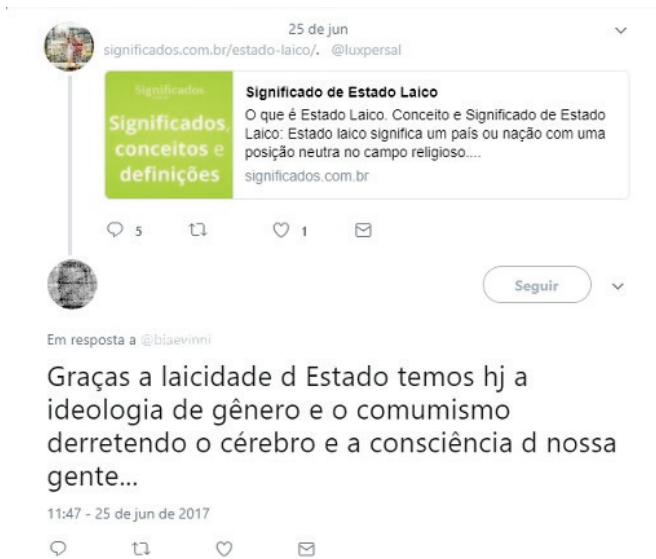 25 de jun
significados.com.br/estado-laico/. @luxpersal
Significados
Significados,
conceitos e
definições
Significado de Estado Laico
O que é Estado Laico. Conceito e Significado de Estado
Laico: Estado laico significa um país ou nação com uma
posição neutra no campo religioso....
significados.com.br
5
1
Seguir
Em resposta a @biaevinni
Graças a laicidade d Estado temos hj a
ideologia de gênero e o comumismo
derretendo o cérebro e a consciência d nossa
gente...
11:47 - 25 de jun de 2017